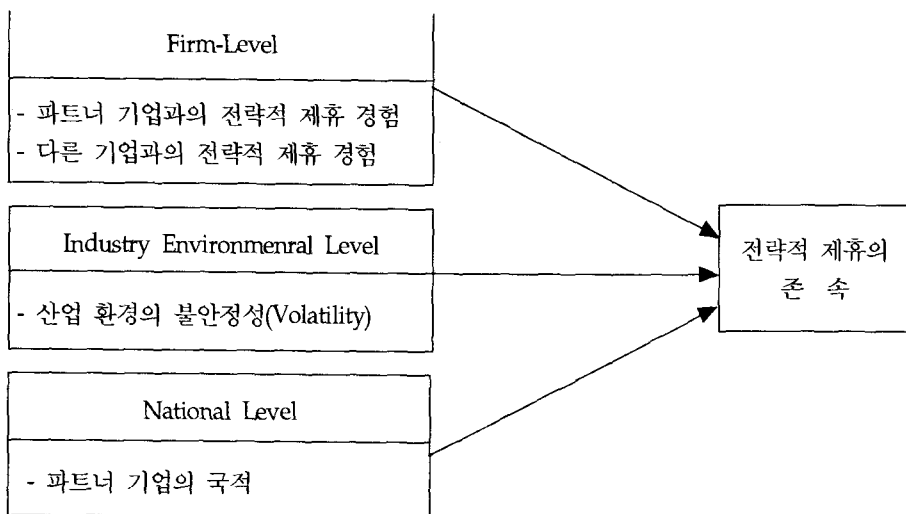 Firm-Level
- 파트너 기업과의 전략적 제휴 경험
- 다른 기업과의 전략적 제휴 경험
Industry Environmenral Level
- 산업 환경의 불안정성(Volatility)
National Level
- 파트너 기업의 국적
전략적 제휴의
존 속